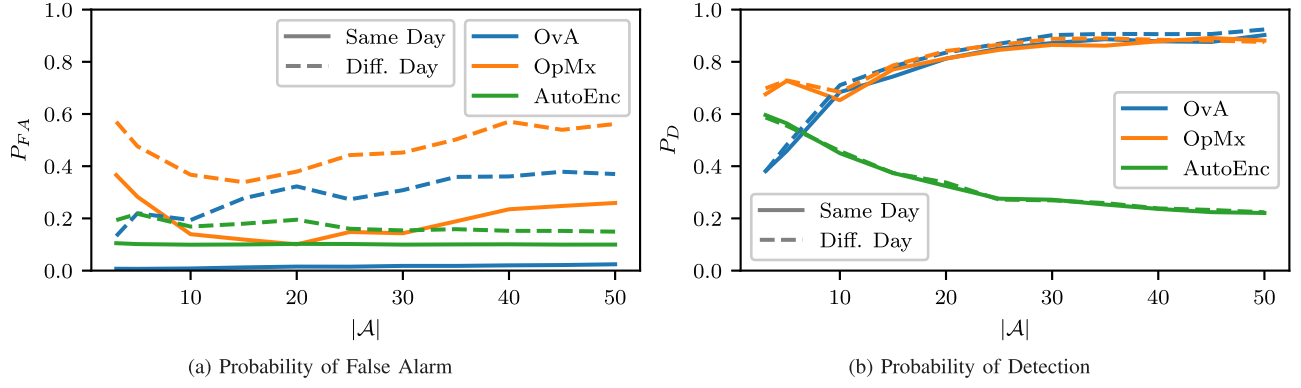 1.0
0.8
0.6
0.4
0.2
0.0
P_{FA}
10
20
30
40
50
|𝒜|
Same Day
Diff. Day
OvA
OpMx
AutoEnc
(a) Probability of False Alarm
1.0
0.8
0.6
0.4
0.2
0.0
P_D
10
20
30
40
50
|𝒜|
OvA
OpMx
AutoEnc
Same Day
Diff. Day
(b) Probability of Detection